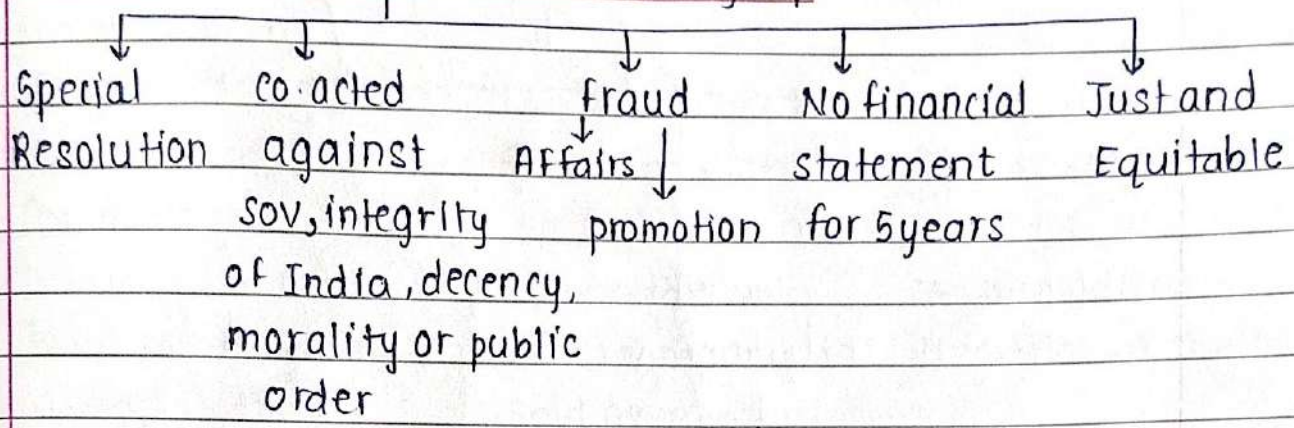 Special
Resolution
co. acted
against
sov, integrity
of India, decency,
morality or public
order
fraud
Affairs
promotion
No financial
statement
for 5 years
Just and
Equitable